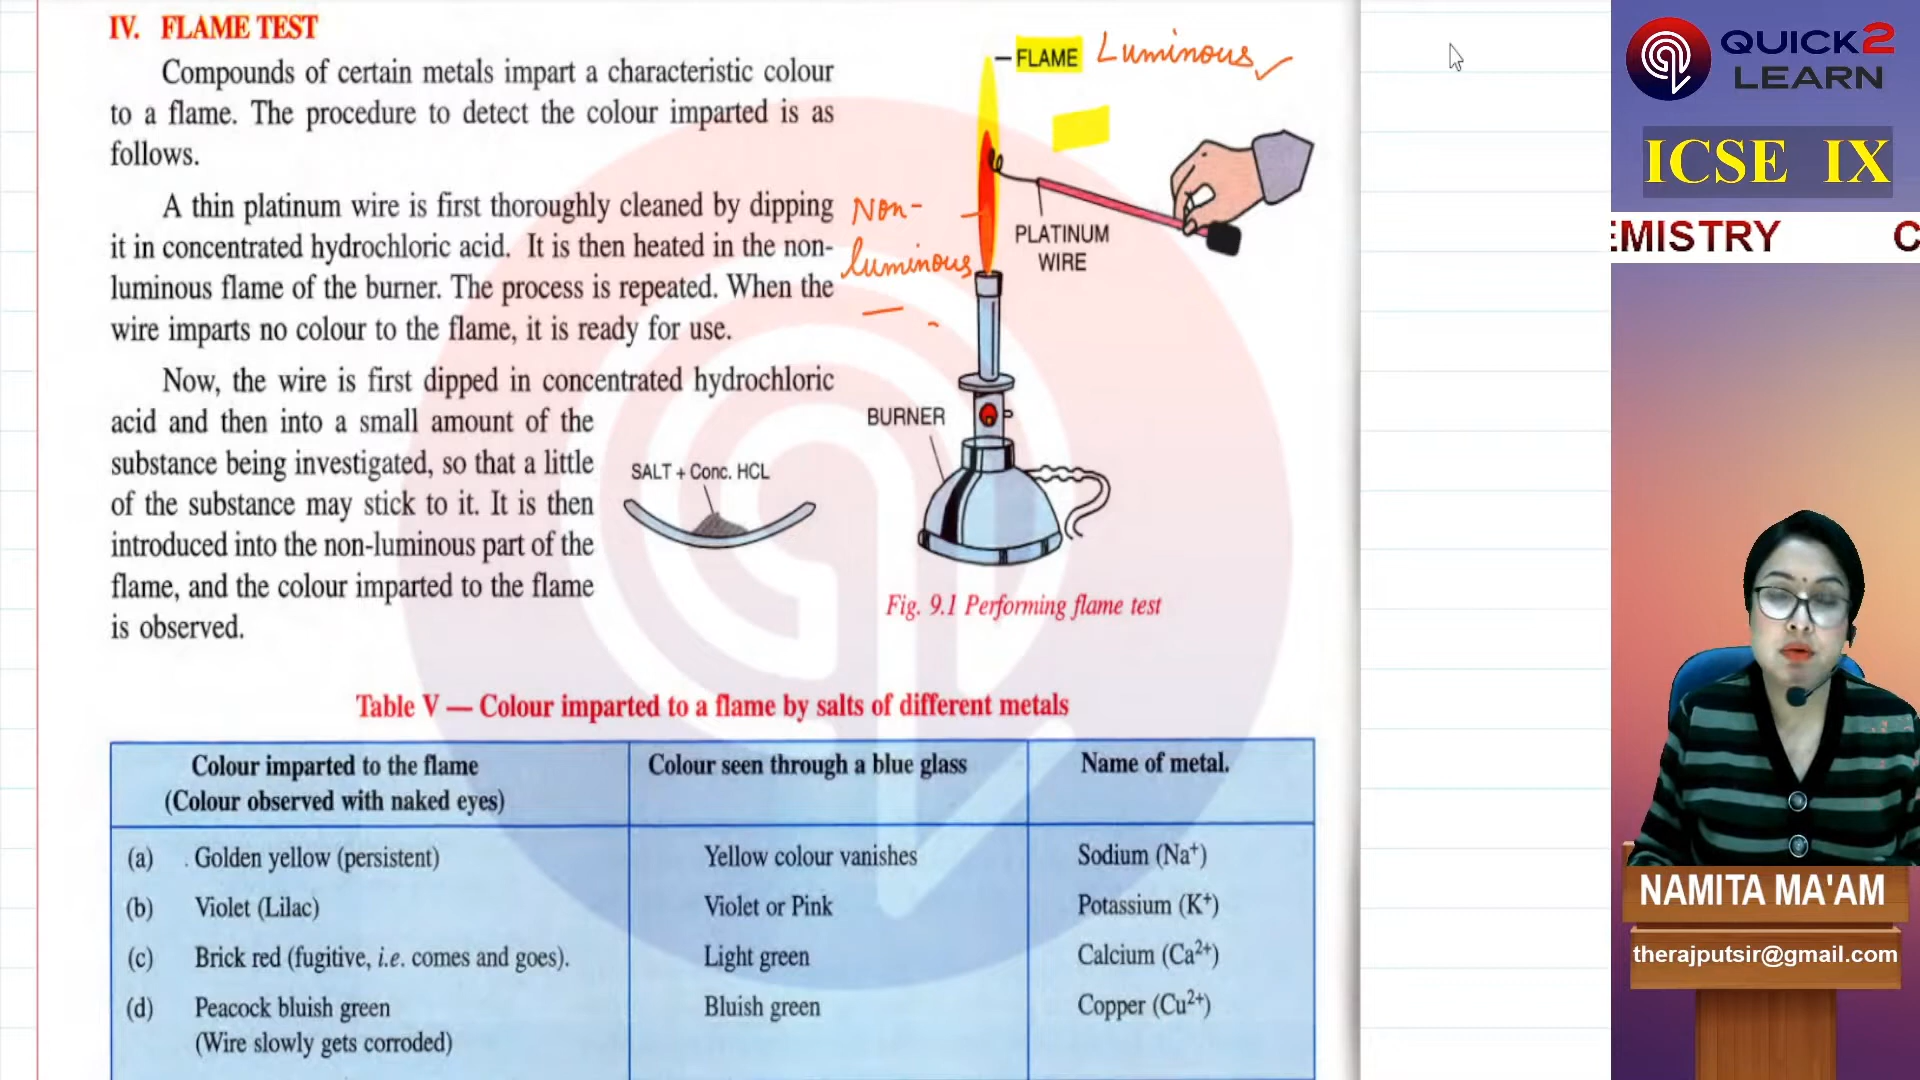 IV. FLAME TEST
Compounds of certain metals impart a characteristic colour
to a flame. The procedure to detect the colour imparted is as
follows.
A thin platinum wire is first thoroughly cleaned by dipping
it in concentrated hydrochloric acid. It is then heated in the non-
luminous flame of the burner. The process is repeated. When the
wire imparts no colour to the flame, it is ready for use.
Now, the wire is first dipped in concentrated hydrochloric
acid and then into a small amount of the
substance being investigated, so that a little
of the substance may stick to it. It is then
introduced into the non-luminous part of the
flame, and the colour imparted to the flame
is observed.
SALT + Conc. HCL
FLAME Luminous
Non-
luminous
PLATINUM
WIRE
BURNER
Fig. 9.1 Performing flame test
Table V — Colour imparted to a flame by salts of different metals
Colour imparted to the flame
(Colour observed with naked eyes)
Colour seen through a blue glass
Name of metal.
(a) Golden yellow (persistent) Yellow colour vanishes Sodium (Na⁺)
(b) Violet (Lilac) Violet or Pink Potassium (K⁺)
(c) Brick red (fugitive, i.e. comes and goes). Light green Calcium (Ca²⁺)
(d) Peacock bluish green Bluish green Copper (Cu²⁺)
(Wire slowly gets corroded)
QUICK2
LEARN
ICSE IX
EMISTRY C
NAMITA MA'AM
therajputsir@gmail.com